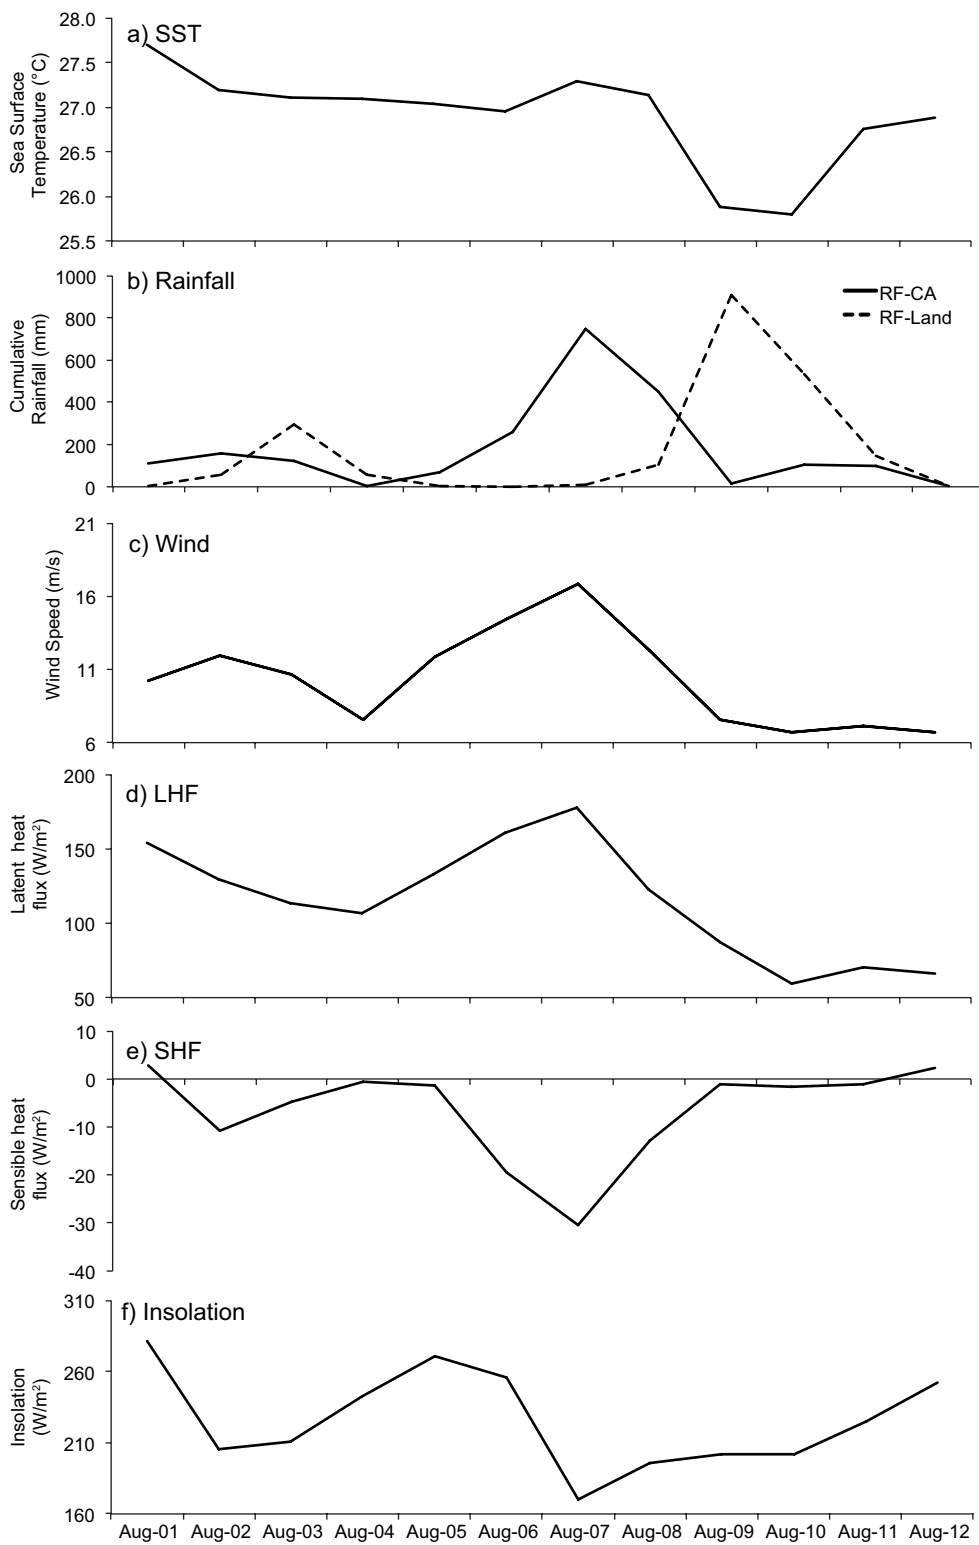 a) SST
Sea Surface
Temperature (°C)
28.0
27.5
27.0
26.5
26.0
25.5
b) Rainfall
Cumulative
Rainfall (mm)
1000
800
600
400
200
0
RF-CA
RF-Land
c) Wind
Wind Speed (m/s)
21
16
11
6
d) LHF
Latent heat
flux (W/m²)
200
150
100
50
e) SHF
Sensible heat
flux (W/m²)
10
0
-10
-20
-30
-40
f) Insolation
Insolation
(W/m²)
310
260
210
160
Aug-01 Aug-02 Aug-03 Aug-04 Aug-05 Aug-06 Aug-07 Aug-08 Aug-09 Aug-10 Aug-11 Aug-12